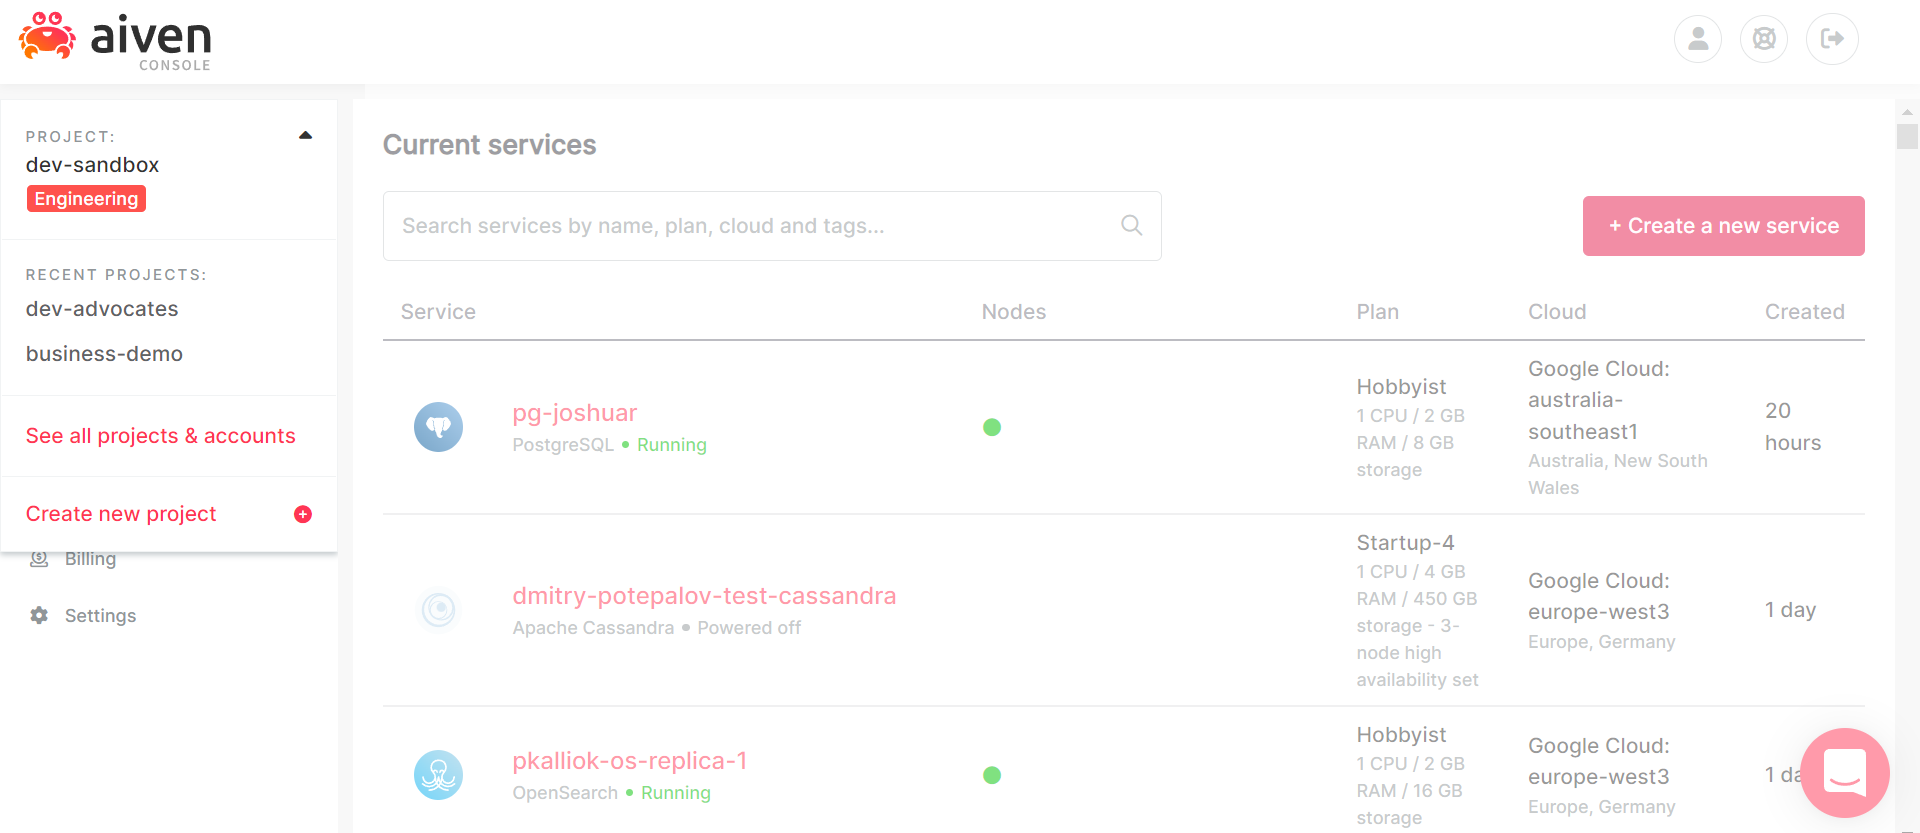 aiven
CONSOLE
PROJECT:
dev-sandbox
Engineering
RECENT PROJECTS:
dev-advocates
business-demo
See all projects & accounts
Create new project
Billing
Settings
Current services
Search services by name, plan, cloud and tags...
+ Create a new service
Service Nodes Plan Cloud Created
pg-joshuar
PostgreSQL • Running
Hobbyist
1 CPU / 2 GB
RAM / 8 GB
storage
Google Cloud:
australia-
southeast1
Australia, New South
Wales
20
hours
dmitry-potepalov-test-cassandra
Apache Cassandra • Powered off
Startup-4
1 CPU / 4 GB
RAM / 450 GB
storage - 3-
node high
availability set
Google Cloud:
europe-west3
Europe, Germany
1 day
pkalliok-os-replica-1
OpenSearch • Running
Hobbyist
1 CPU / 2 GB
RAM / 16 GB
storage
Google Cloud:
europe-west3
Europe, Germany
1